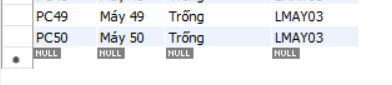 PC49 Máy 49 Trống LMAY03
PC50 Máy 50 Trống LMAY03
NULL NULL NULL NULL